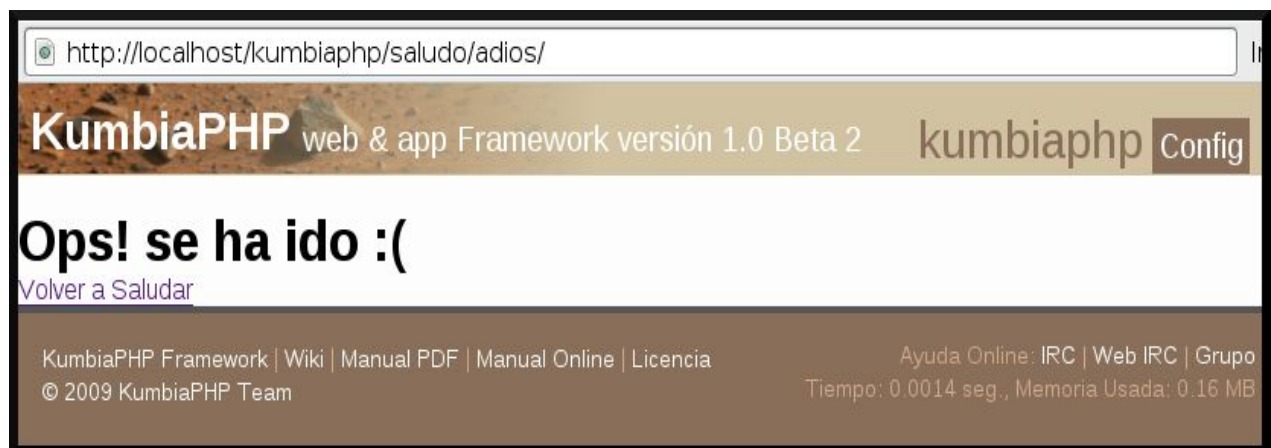 http://localhost/kumbiaphp/saludo/adios/
KumbiaPHP web & app Framework versión 1.0 Beta 2 kumbiaphp Config
Ops! se ha ido :(
Volver a Saludar
KumbiaPHP Framework | Wiki | Manual PDF | Manual Online | Licencia Ayuda Online: IRC | Web IRC | Grupo
© 2009 KumbiaPHP Team Tiempo: 0.0014 seg., Memoria Usada: 0.16 MB